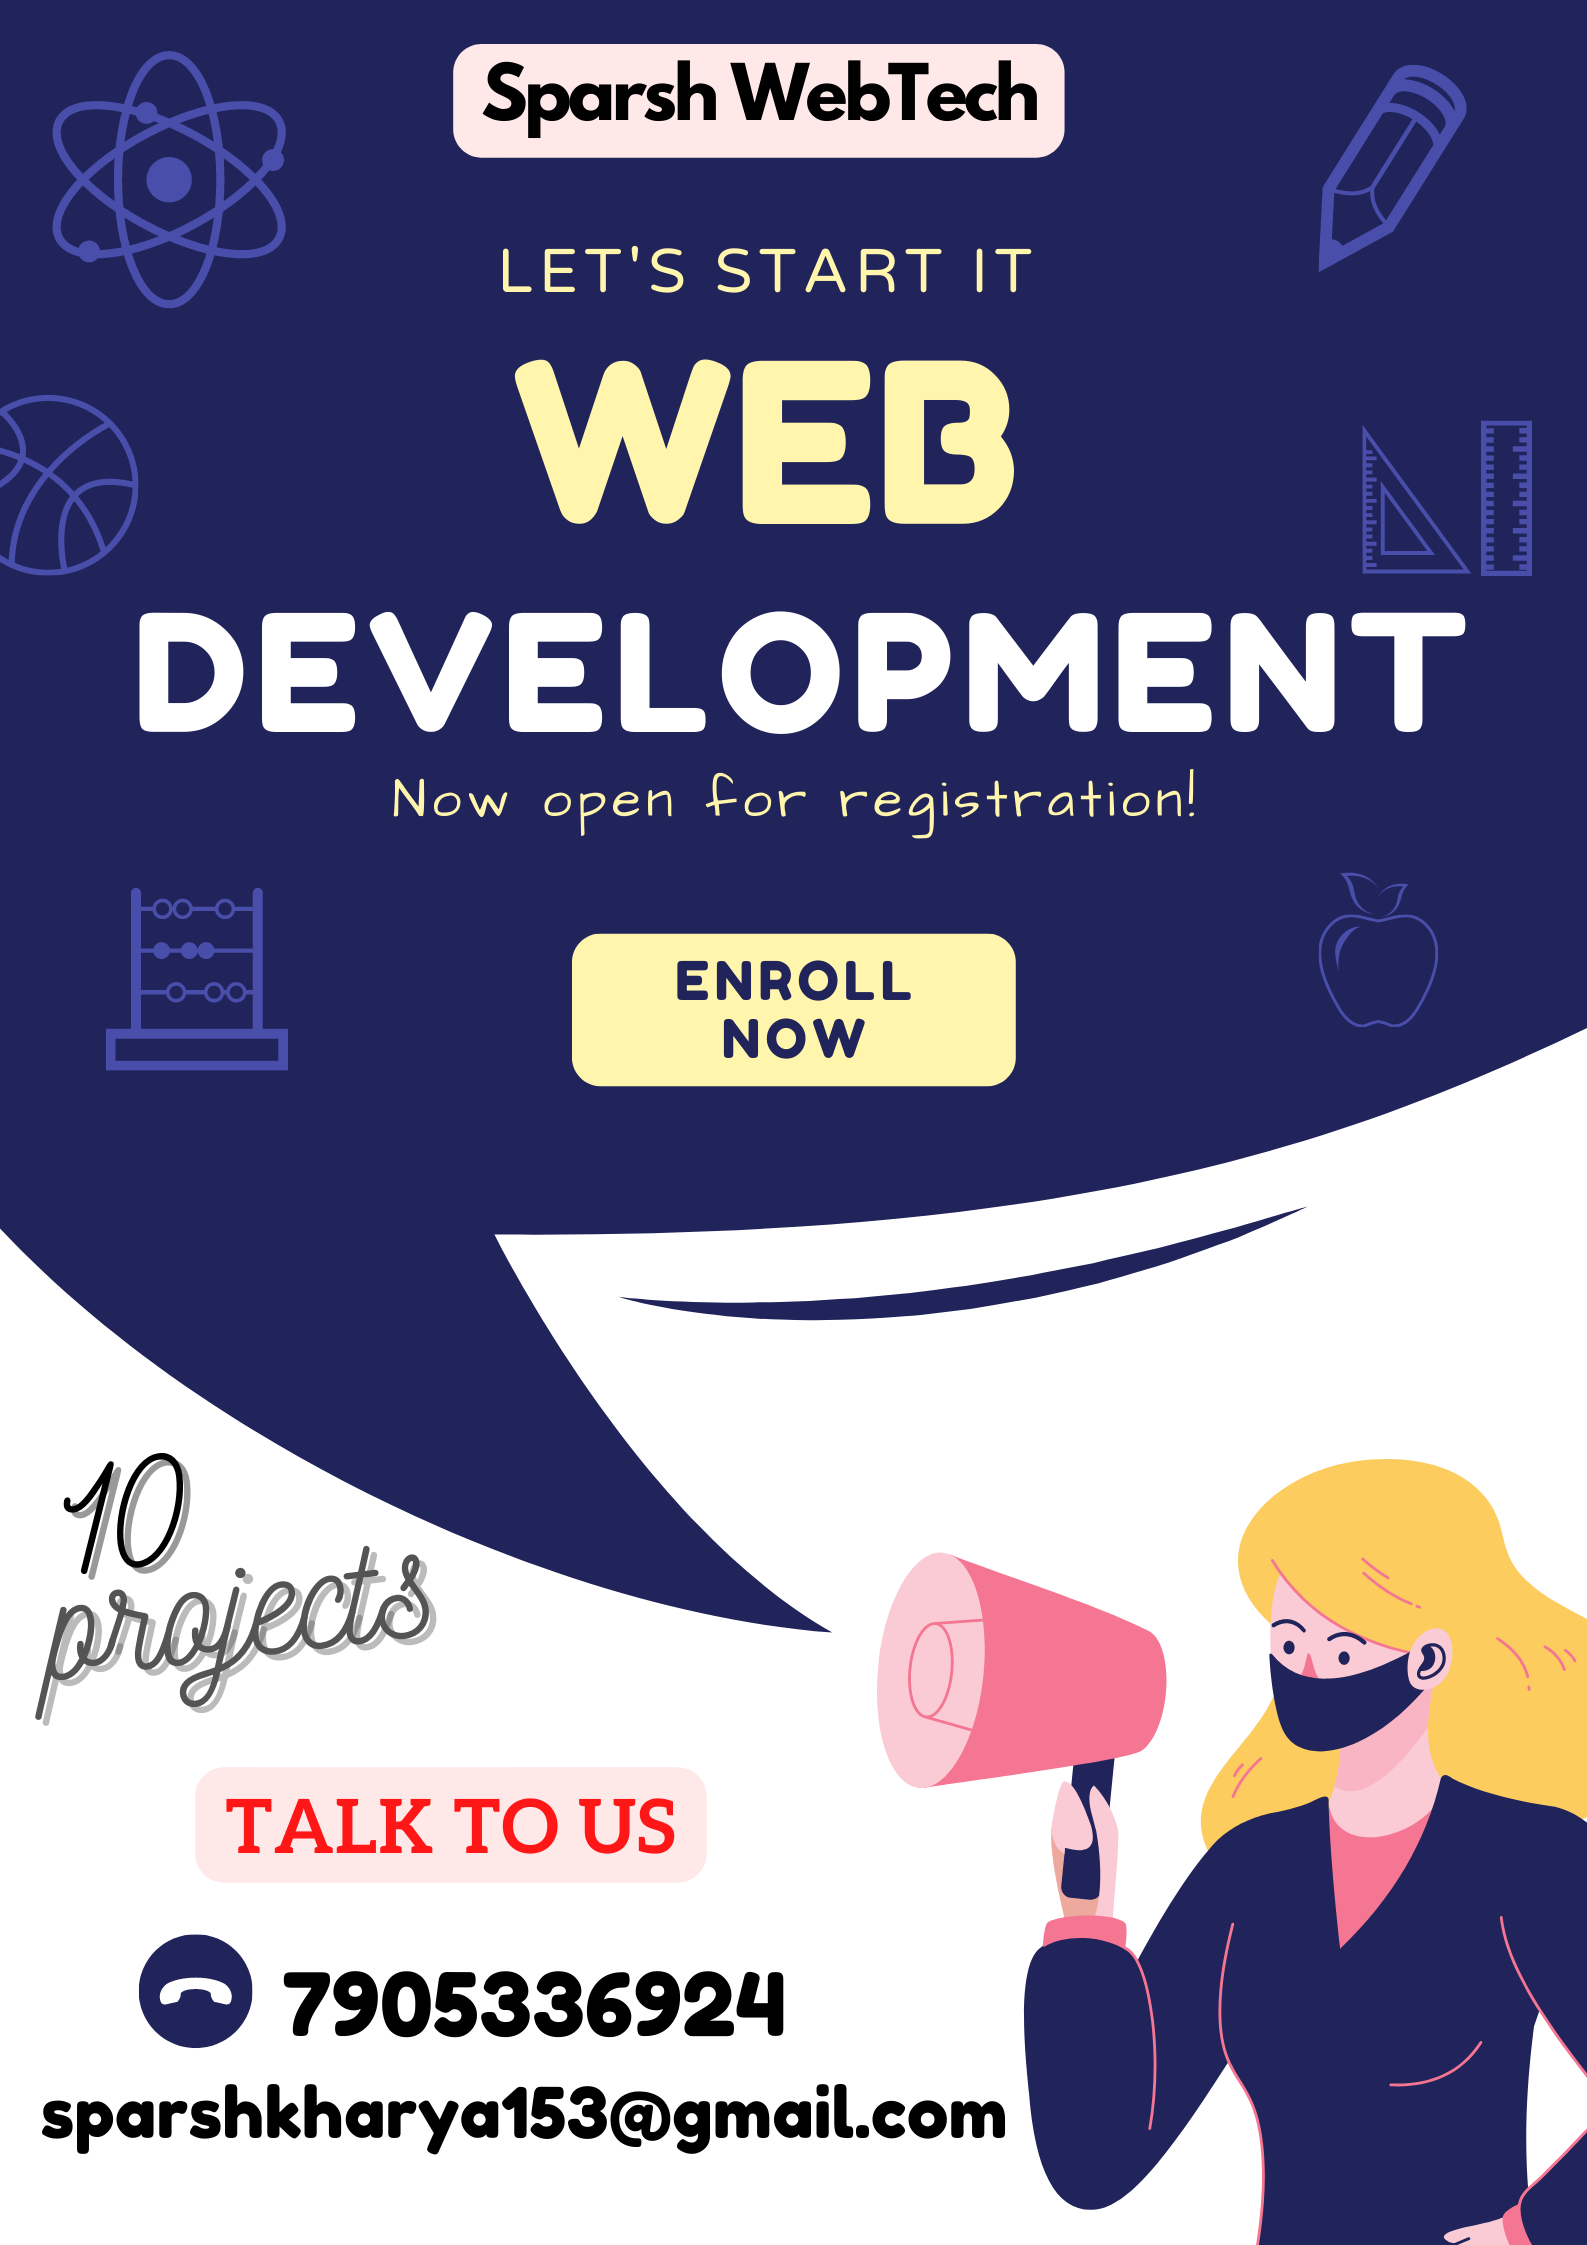 Sparsh WebTech
LET'S START IT
WEB
DEVELOPMENT
Now open for registration!
ENROLL
NOW
10
projects
TALK TO US
7905336924
sparshkharya153@gmail.com